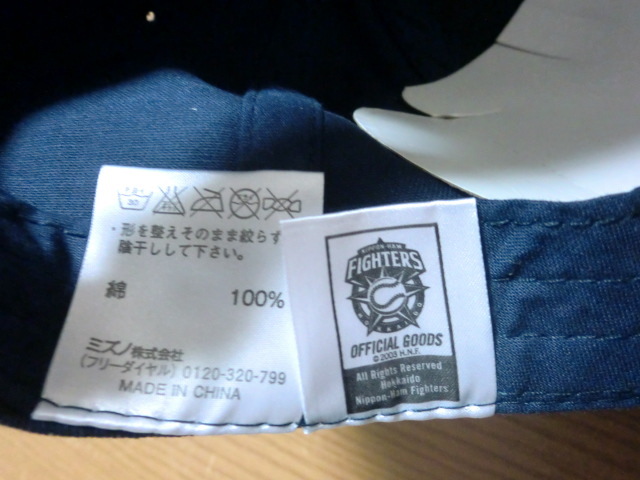 ・形を整えそのまま絞らず
陰干しして下さい。
綿 100%
ミズノ株式会社
(フリーダイヤル) 0120-320-799
MADE IN CHINA
NIPPON-HAM
FIGHTERS
OFFICIAL GOODS
© 2003 H.N.F.
All Rights Reserved
Hokkaido
Nippon-Ham Fighters